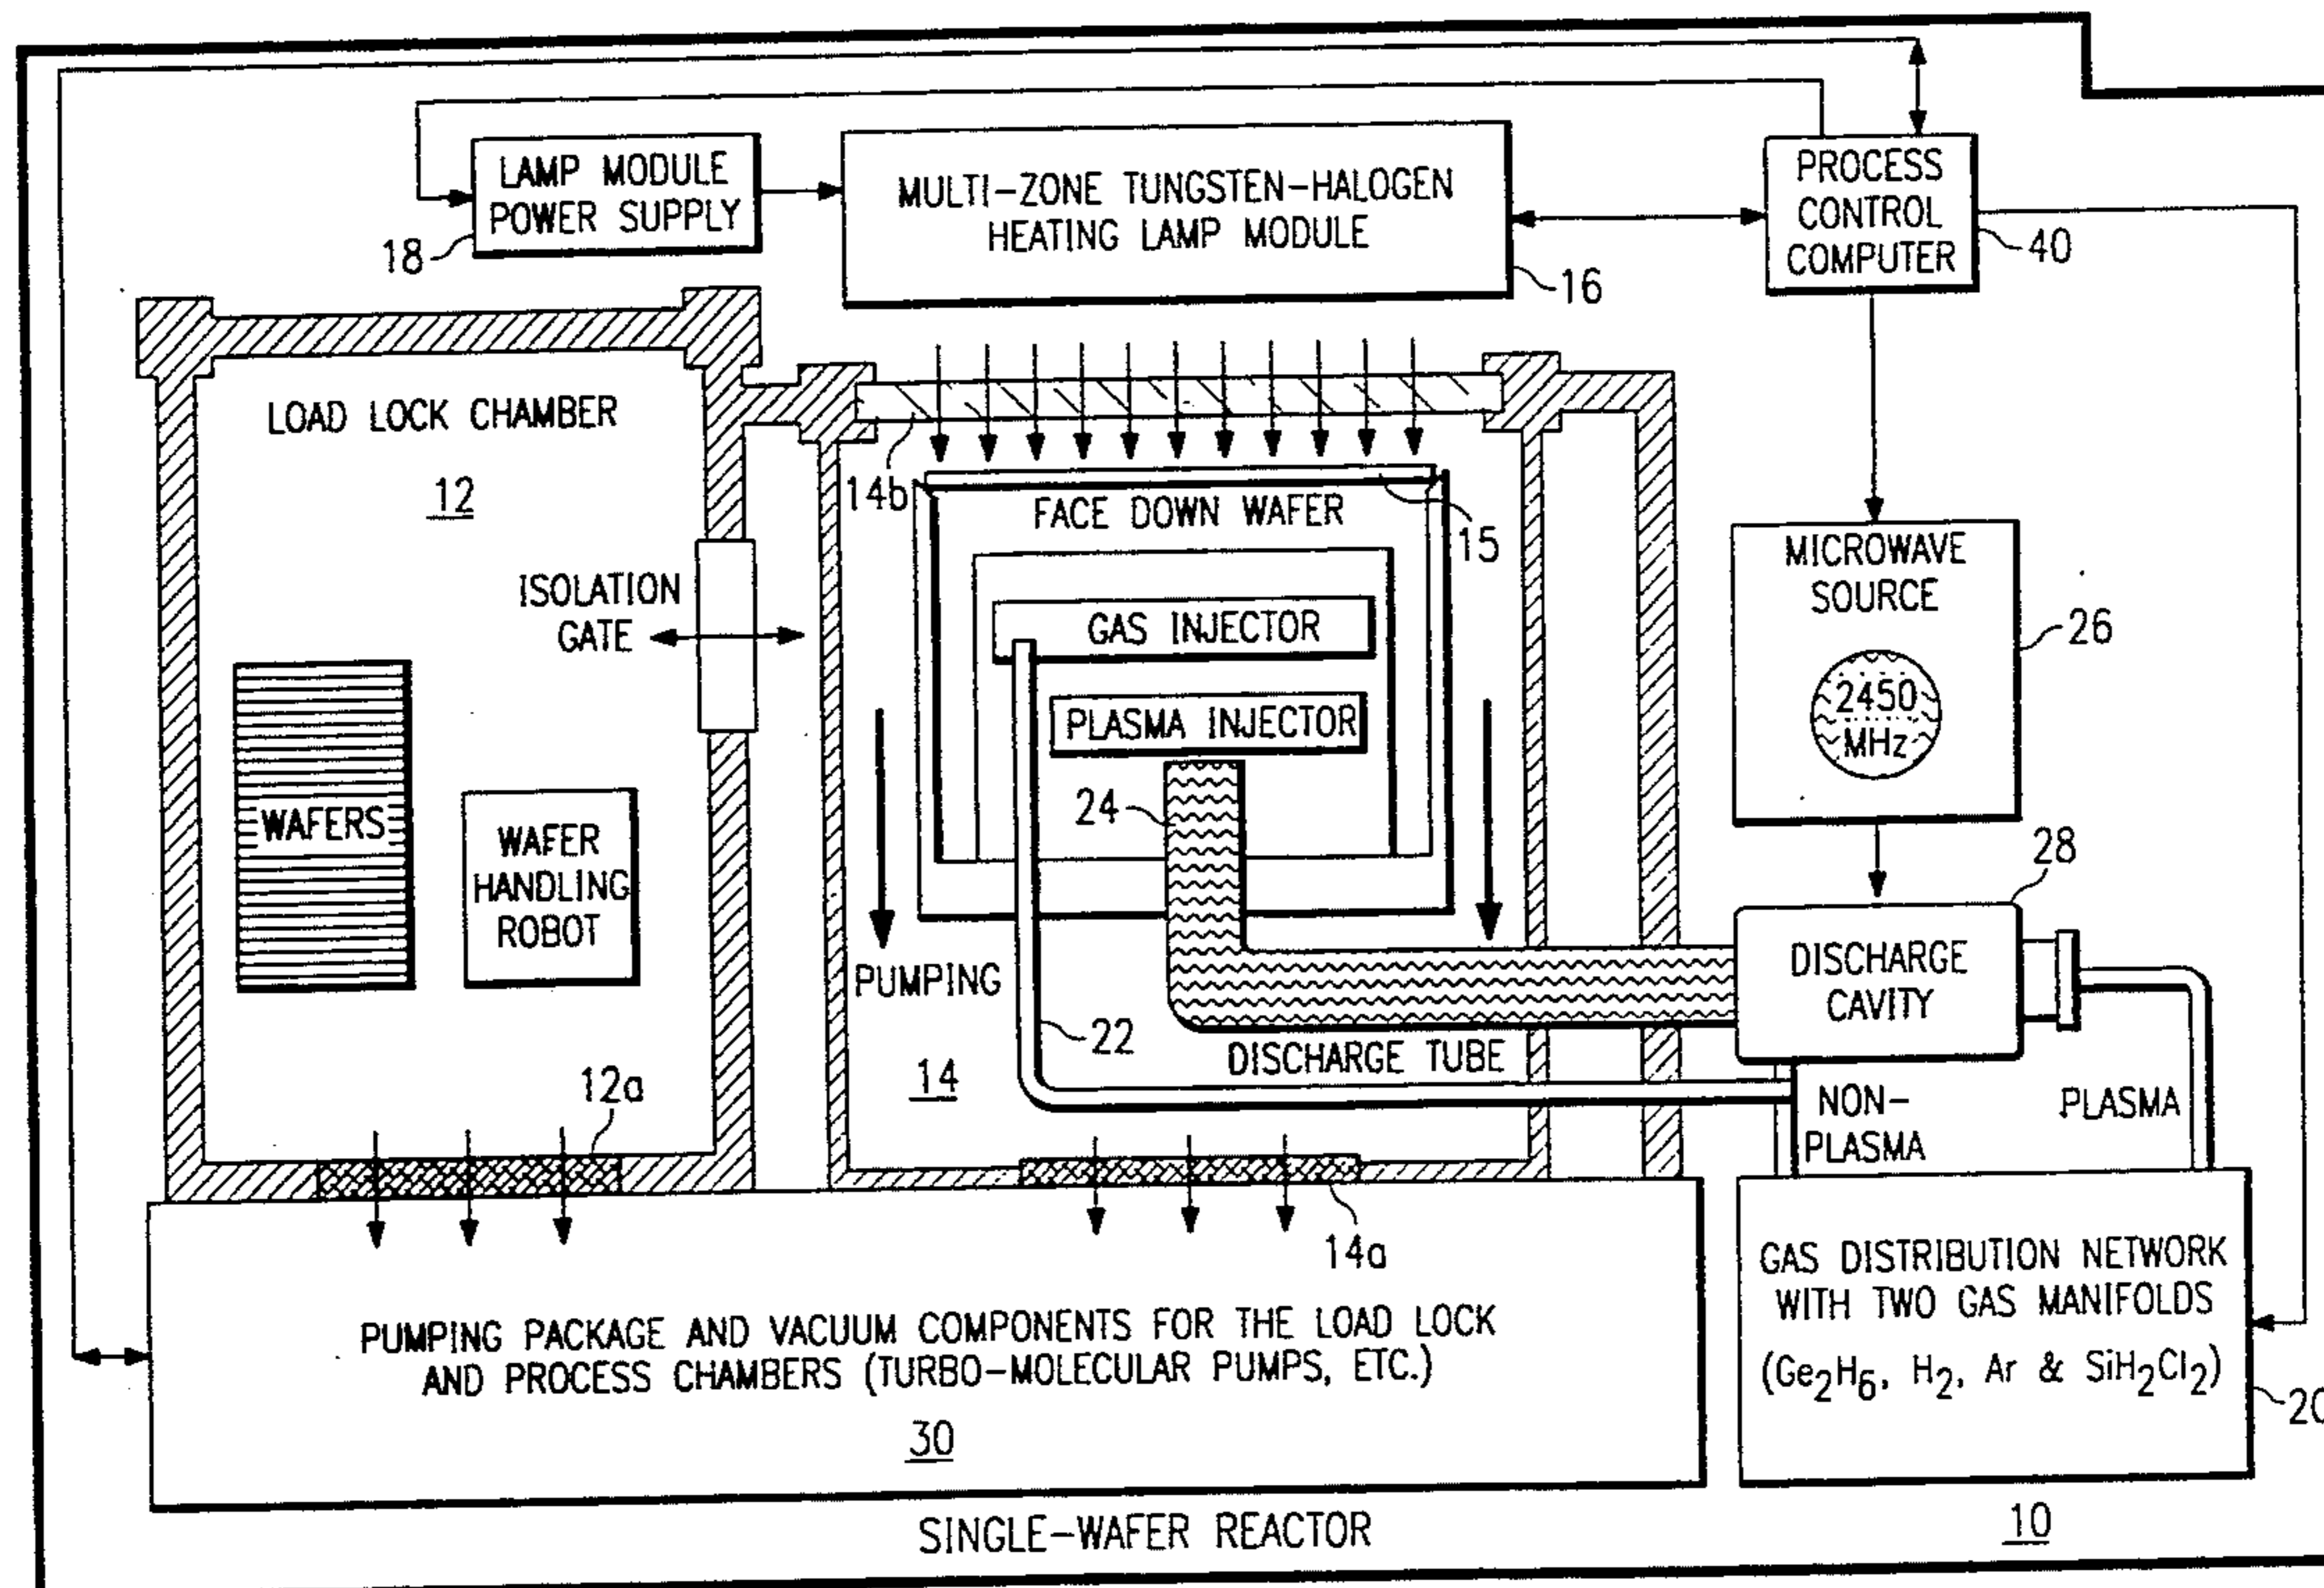 LAMP MODULE
POWER SUPPLY
18
MULTI-ZONE TUNGSTEN-HALOGEN
HEATING LAMP MODULE
16
PROCESS
CONTROL
COMPUTER
40
LOAD LOCK CHAMBER
12
14b
FACE DOWN WAFER
15
ISOLATION
GATE
GAS INJECTOR
PLASMA INJECTOR
MICROWAVE
SOURCE
26
2450
MHz
WAFERS
WAFER
HANDLING
ROBOT
24
28
DISCHARGE
CAVITY
PUMPING
22
DISCHARGE TUBE
14
12a
NON-
PLASMA
PLASMA
14a
GAS DISTRIBUTION NETWORK
WITH TWO GAS MANIFOLDS
(Ge2H6, H2, Ar & SiH2Cl2)
20
PUMPING PACKAGE AND VACUUM COMPONENTS FOR THE LOAD LOCK
AND PROCESS CHAMBERS (TURBO-MOLECULAR PUMPS, ETC.)
30
SINGLE-WAFER REACTOR
10